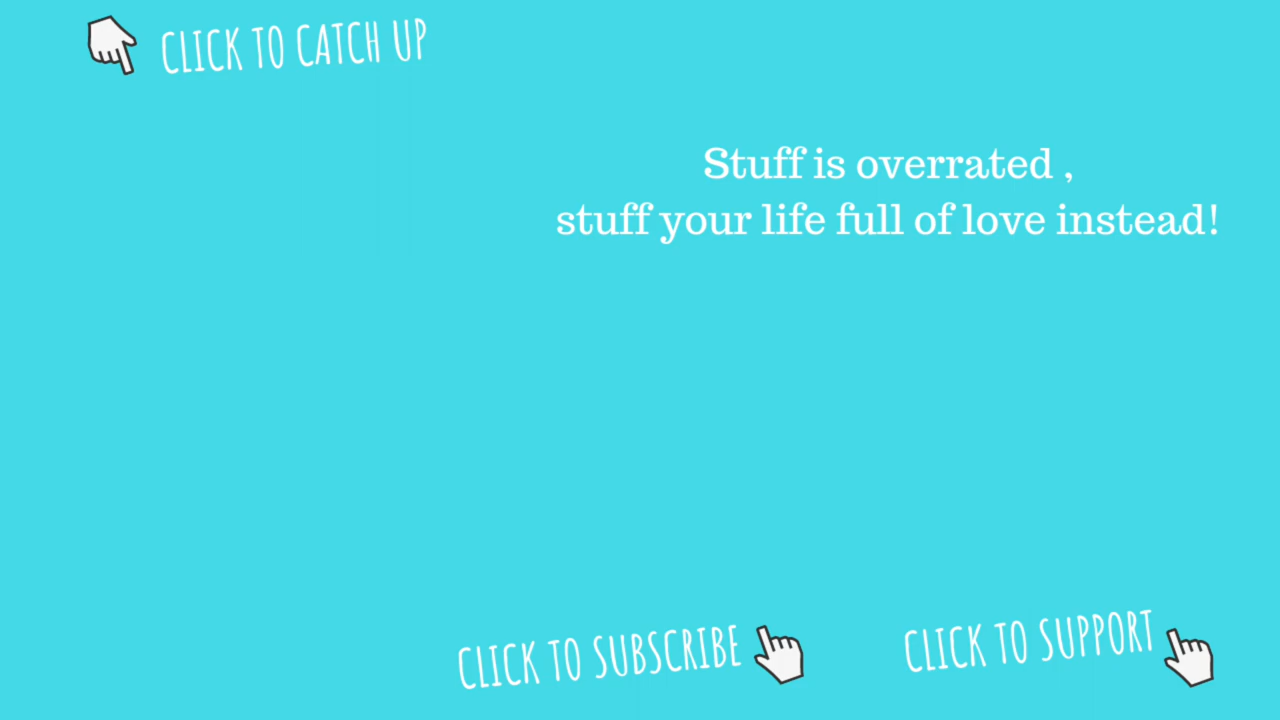 CLICK TO CATCH UP
Stuff is overrated ,
stuff your life full of love instead!
CLICK TO SUBSCRIBE
CLICK TO SUPPORT